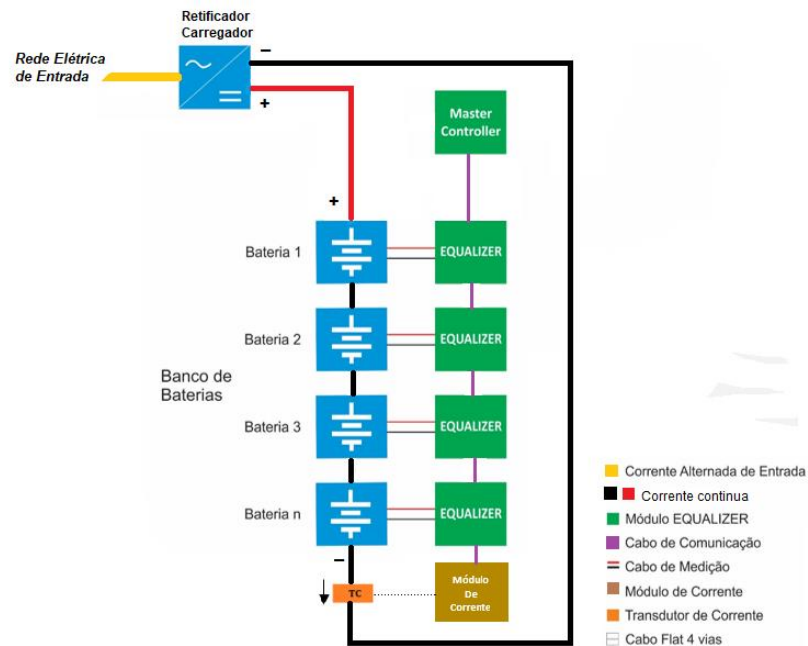 Retificador
Carregador
Rede Elétrica
de Entrada
−
+
Master
Controller
+
Bateria 1
EQUALIZER
Bateria 2
EQUALIZER
Banco de
Baterias
Bateria 3
EQUALIZER
Bateria n
EQUALIZER
−
TC
Módulo
De
Corrente
Corrente Alternada de Entrada
Corrente continua
Módulo EQUALIZER
Cabo de Comunicação
Cabo de Medição
Módulo de Corrente
Transdutor de Corrente
Cabo Flat 4 vias